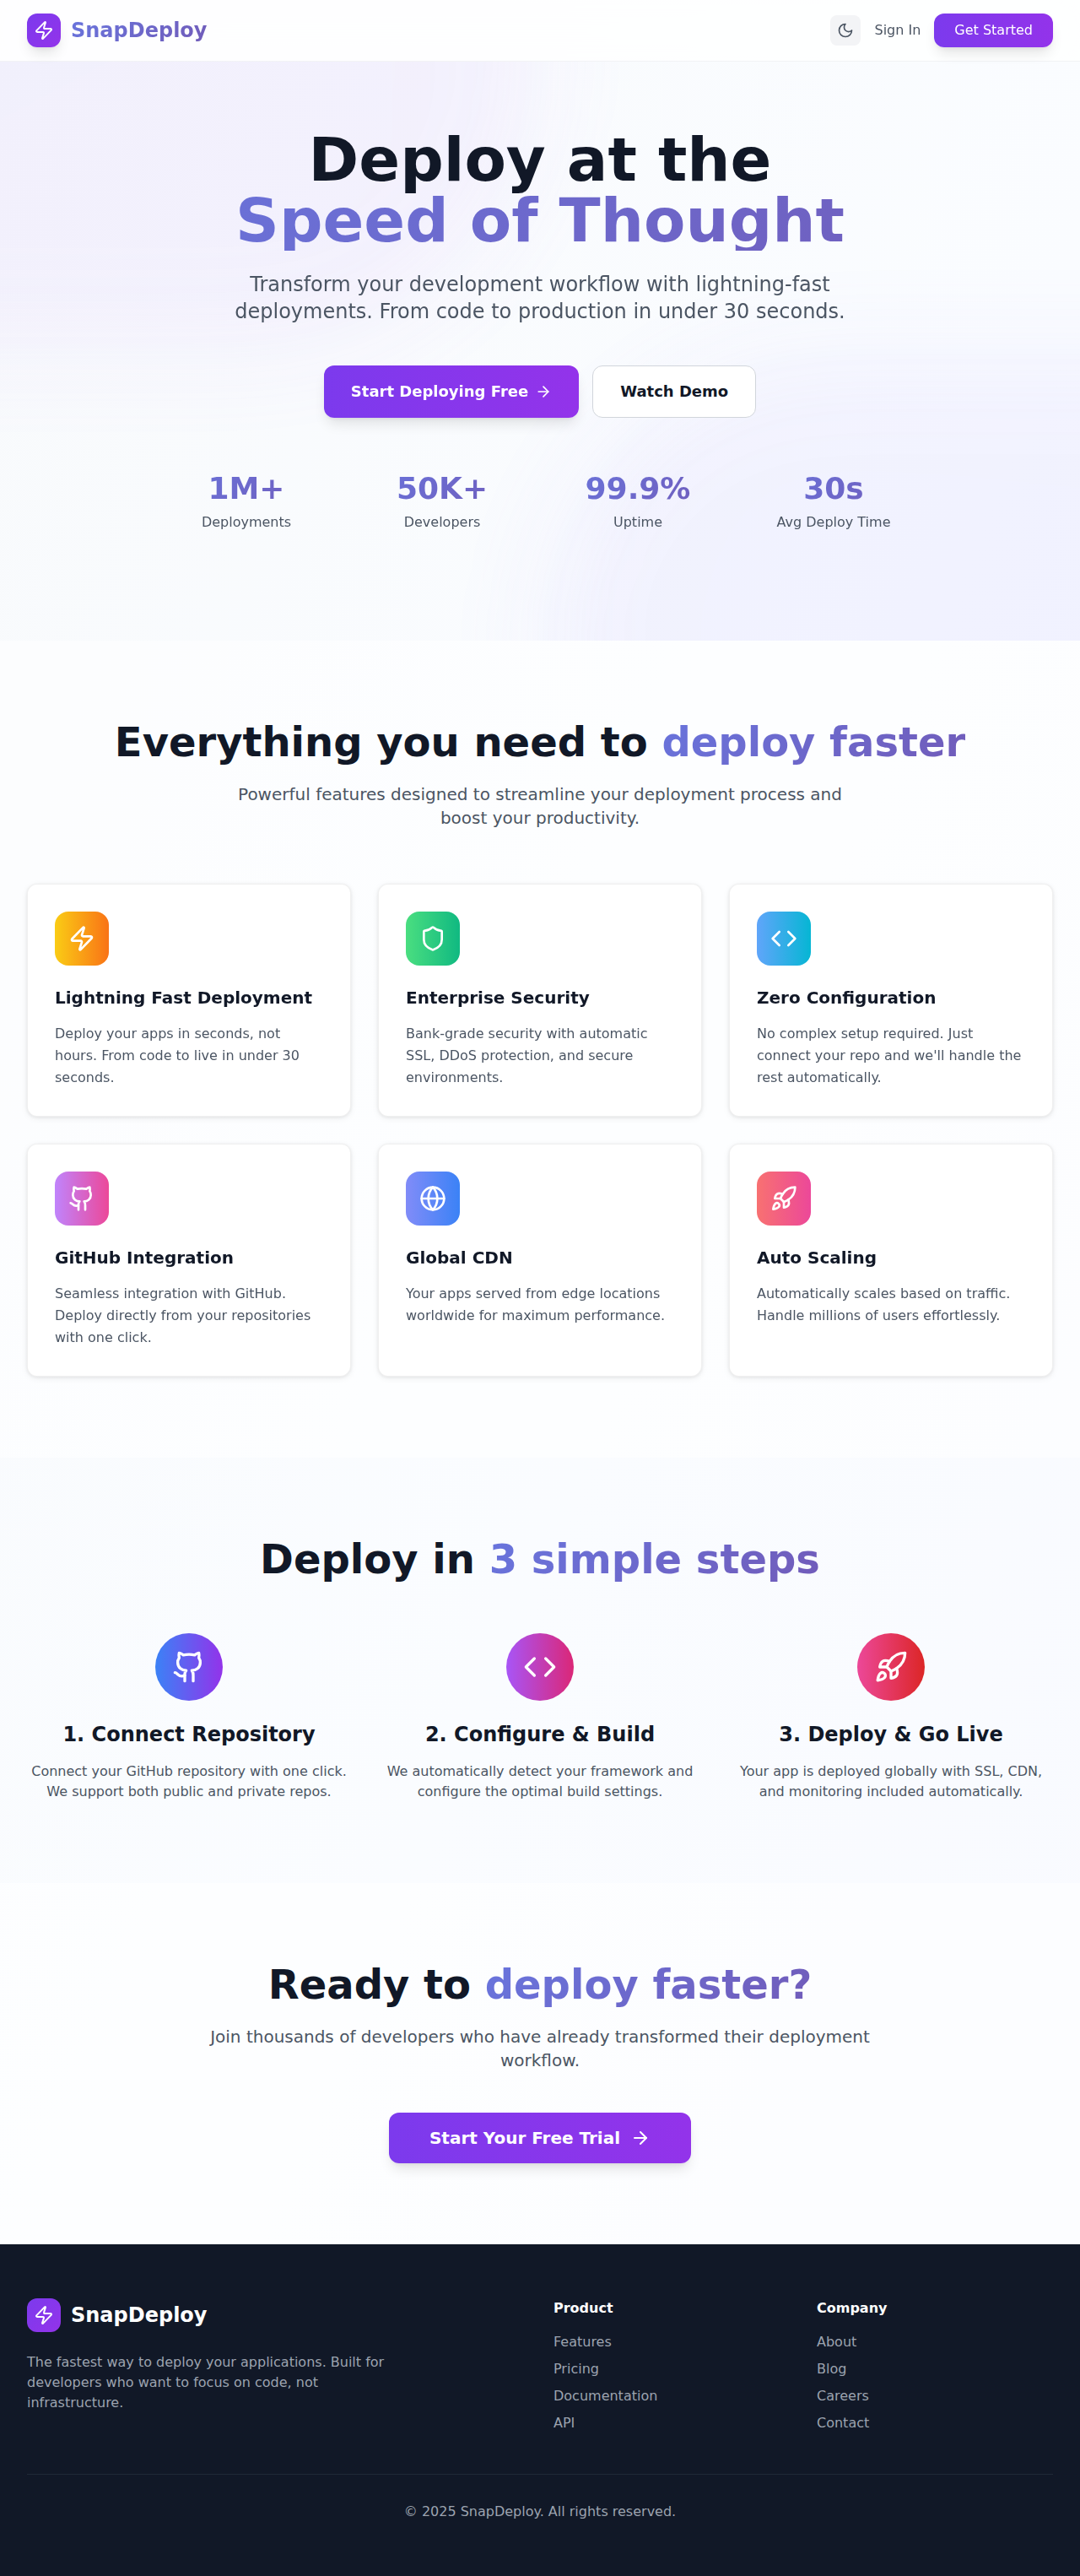 SnapDeploy
Sign In
Get Started
Deploy at the
Speed of Thought
Transform your development workflow with lightning-fast
deployments. From code to production in under 30 seconds.
Start Deploying Free
Watch Demo
1M+
Deployments
50K+
Developers
99.9%
Uptime
30s
Avg Deploy Time
Everything you need to deploy faster
Powerful features designed to streamline your deployment process and
boost your productivity.
Lightning Fast Deployment
Deploy your apps in seconds, not
hours. From code to live in under 30
seconds.
Enterprise Security
Bank-grade security with automatic
SSL, DDoS protection, and secure
environments.
Zero Configuration
No complex setup required. Just
connect your repo and we'll handle the
rest automatically.
GitHub Integration
Seamless integration with GitHub.
Deploy directly from your repositories
with one click.
Global CDN
Your apps served from edge locations
worldwide for maximum performance.
Auto Scaling
Automatically scales based on traffic.
Handle millions of users effortlessly.
Deploy in 3 simple steps
1. Connect Repository
Connect your GitHub repository with one click.
We support both public and private repos.
2. Configure & Build
We automatically detect your framework and
configure the optimal build settings.
3. Deploy & Go Live
Your app is deployed globally with SSL, CDN,
and monitoring included automatically.
Ready to deploy faster?
Join thousands of developers who have already transformed their deployment
workflow.
Start Your Free Trial
SnapDeploy
The fastest way to deploy your applications. Built for
developers who want to focus on code, not
infrastructure.
Product
Features
Pricing
Documentation
API
Company
About
Blog
Careers
Contact
© 2025 SnapDeploy. All rights reserved.